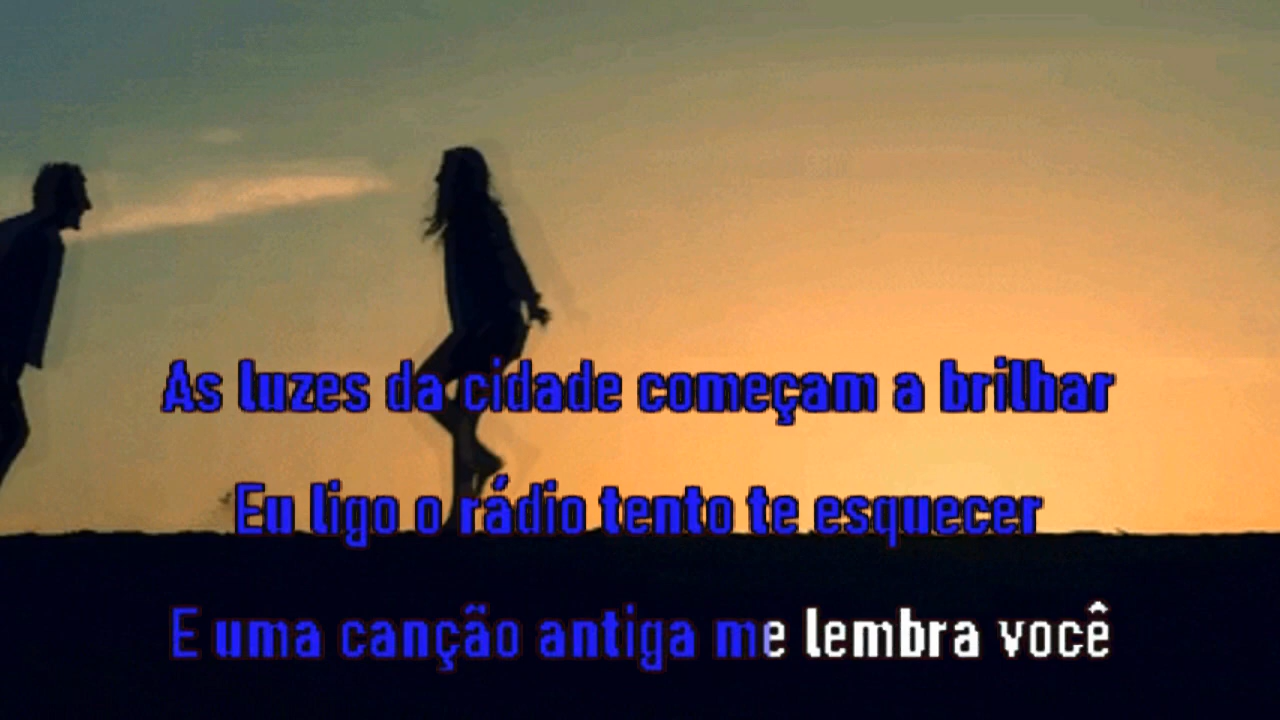 As luzes da cidade começam a brilhar
Eu ligo o rádio tento te esquecer
E uma canção antiga me lembra você